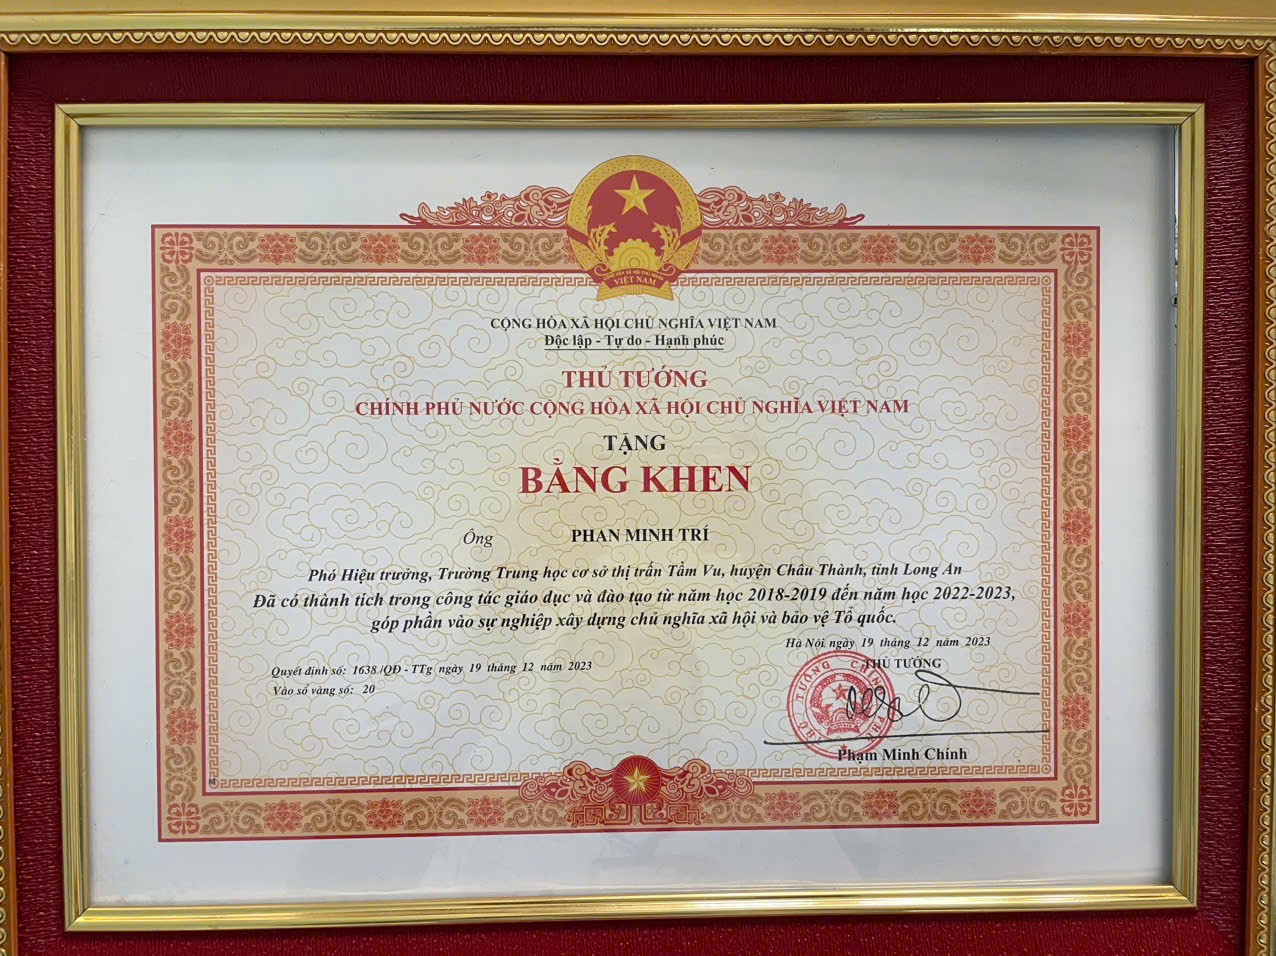 VIỆT NAM
CỘNG HÒA XÃ HỘI CHỦ NGHĨA VIỆT NAM
Độc lập - Tự do - Hạnh phúc
THỦ TƯỚNG
CHÍNH PHỦ NƯỚC CỘNG HÒA XÃ HỘI CHỦ NGHĨA VIỆT NAM
TẶNG
BẰNG KHEN
Ông PHAN MINH TRÍ
Phó Hiệu trưởng, Trường Trung học cơ sở thị trấn Tầm Vu, huyện Châu Thành, tỉnh Long An
Đã có thành tích trong công tác giáo dục và đào tạo từ năm học 2018-2019 đến năm học 2022-2023,
góp phần vào sự nghiệp xây dựng chủ nghĩa xã hội và bảo vệ Tổ quốc.
Hà Nội, ngày 19 tháng 12 năm 2023
Quyết định số: 1638/QĐ - TTg ngày 19 tháng 12 năm 2023
Vào sổ vàng số: 20
THỦ TƯỚNG
THỦ TƯỚNG CHÍNH PHỦ
Phạm Minh Chính